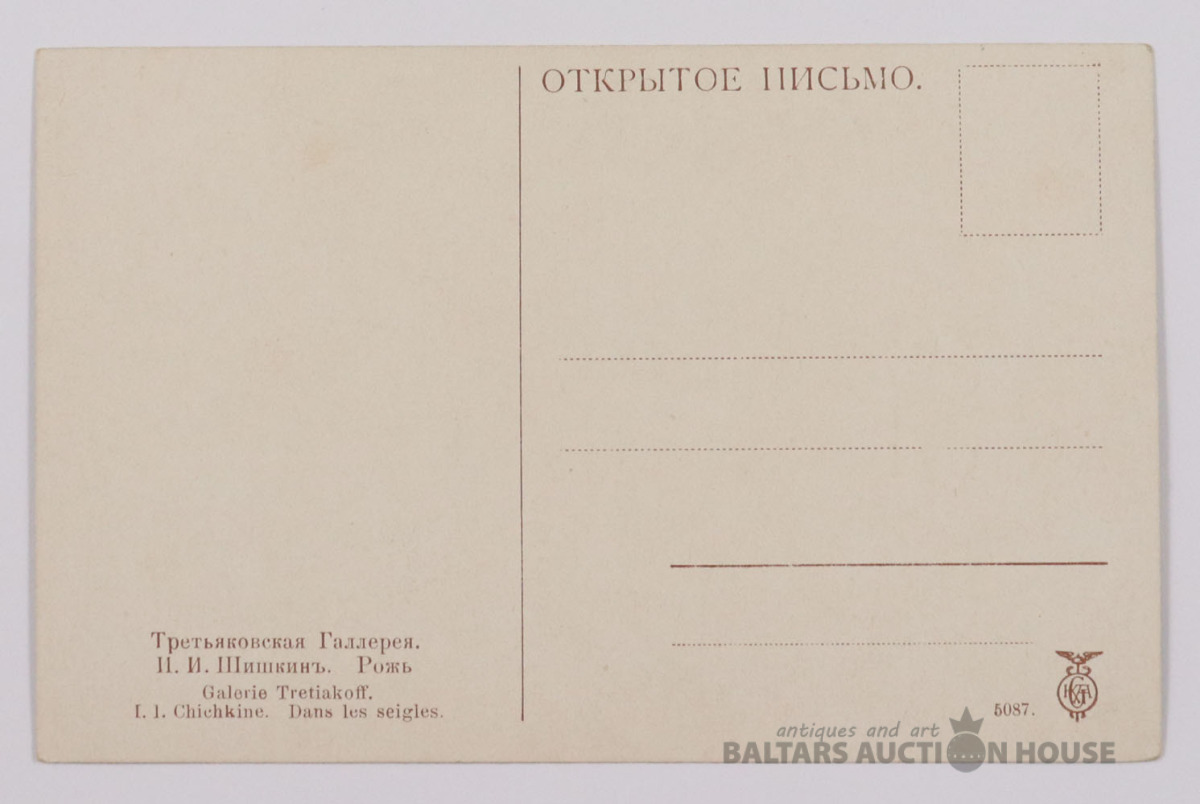 ОТКРЫТОЕ ПИСЬМО.
Третьяковская Галлерея.
И. И. Шишкинъ. Рожь
Galerie Tretiakoff.
I. I. Chichkine. Dans les seigles.
5087.
antiques and art
BALTARS AUCTION HOUSE